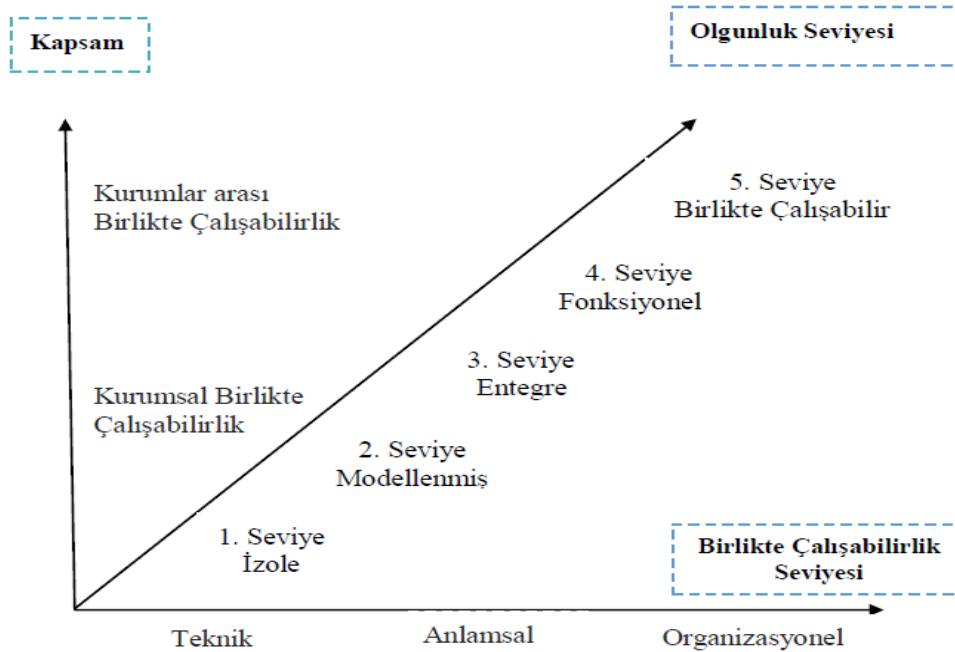 Kapsam
Olgunluk Seviyesi
Kurumlar arası
Birlikte Çalışabilirlik
5. Seviye
Birlikte Çalışabilir
4. Seviye
Fonksiyonel
3. Seviye
Entegre
Kurumsal Birlikte
Çalışabilirlik
2. Seviye
Modellenmiş
1. Seviye
İzole
Birlikte Çalışabilirlik
Seviyesi
Teknik
Anlamsal
Organizasyonel